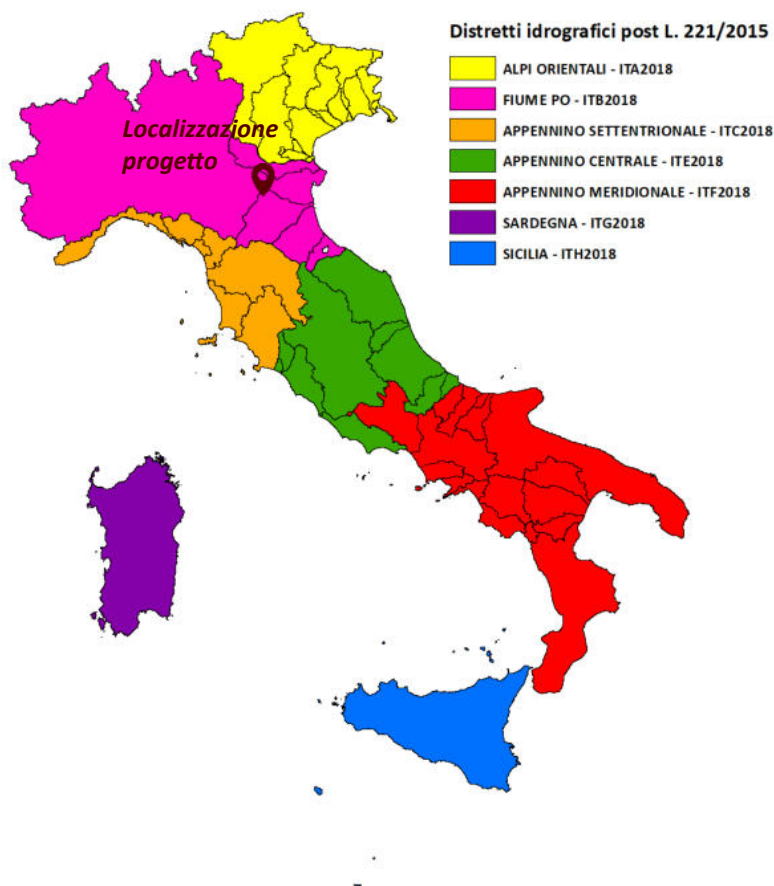 Distretti idrografici post L. 221/2015
ALPI ORIENTALI - ITA2018
FIUME PO - ITB2018
APPENNINO SETTENTRIONALE - ITC2018
APPENNINO CENTRALE - ITE2018
APPENNINO MERIDIONALE - ITF2018
SARDEGNA - ITG2018
SICILIA - ITH2018
Localizzazione
progetto